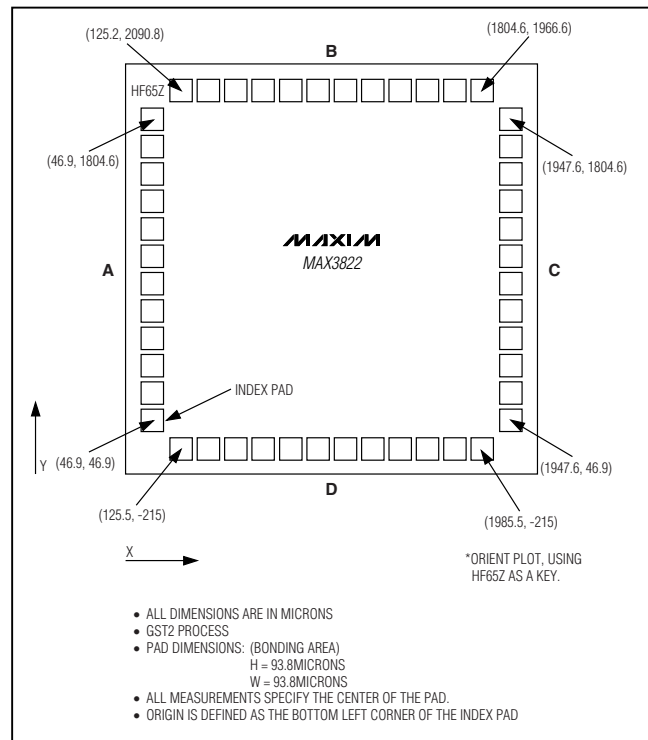 (125.2, 2090.8)
B
(1804.6, 1966.6)
HF65Z
(46.9, 1804.6)
(1947.6, 1804.6)
MAXIM
MAX3822
A
C
INDEX PAD
Y
(46.9, 46.9)
(1947.6, 46.9)
D
(125.5, -215)
(1985.5, -215)
X
*ORIENT PLOT, USING
HF65Z AS A KEY.
• ALL DIMENSIONS ARE IN MICRONS
• GST2 PROCESS
• PAD DIMENSIONS: (BONDING AREA)
H = 93.8MICRONS
W = 93.8MICRONS
• ALL MEASUREMENTS SPECIFY THE CENTER OF THE PAD.
• ORIGIN IS DEFINED AS THE BOTTOM LEFT CORNER OF THE INDEX PAD